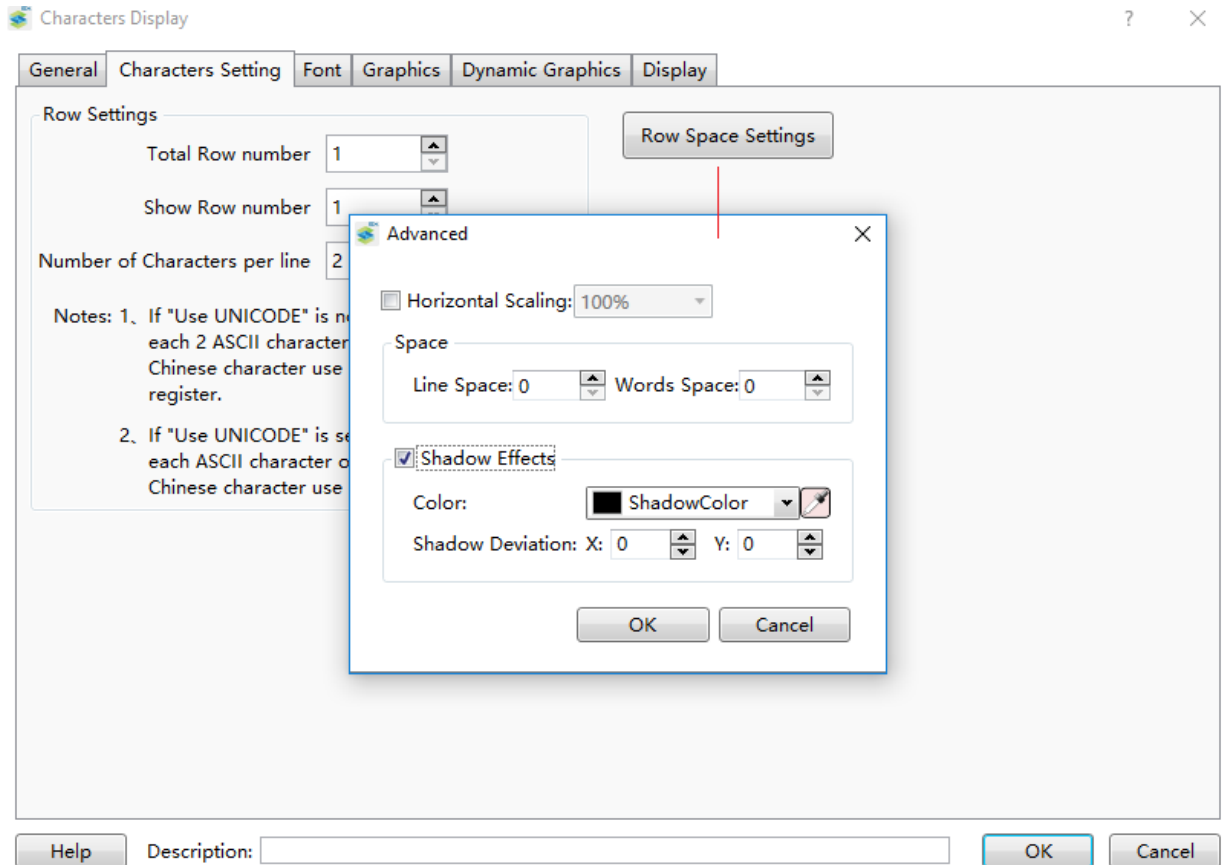 Characters Display
General Characters Setting Font Graphics Dynamic Graphics Display
Row Settings
Row Space Settings
Total Row number 1
Show Row number 1
Number of Characters per line 2
Notes: 1、If "Use UNICODE" is
each 2 ASCII character
Chinese character use
register.
2、If "Use UNICODE" is
each ASCII character
Chinese character use
Advanced
Horizontal Scaling: 100%
Space
Line Space: 0 Words Space: 0
Shadow Effects
Color: ShadowColor
Shadow Deviation: X: 0 Y: 0
OK Cancel
Help Description: OK Cancel